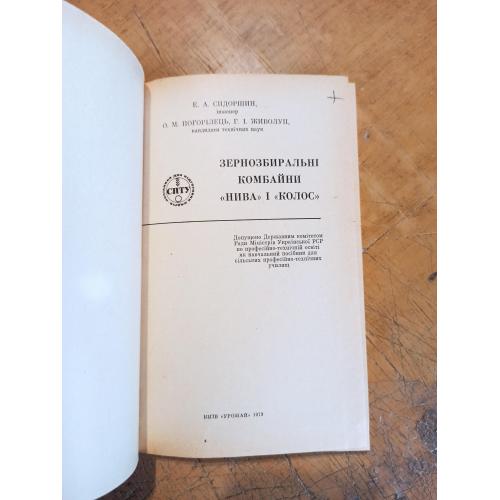 Е. А. СИДОРШИН,
інженер
О. М. ПОГОРІЛЕЦЬ, Г. І. ЖИВОЛУП,
кандидати технічних наук
ЗЕРНОЗБИРАЛЬНІ
КОМБАЙНИ
«НИВА» І «КОЛОС»
СПТУ
Допущено Державним комітетом
Ради Міністрів Української РСР
по професійно-технічній освіті
як навчальний посібник для
сільських професійно-технічних
училищ
КИЇВ «УРОЖАЙ» 1979